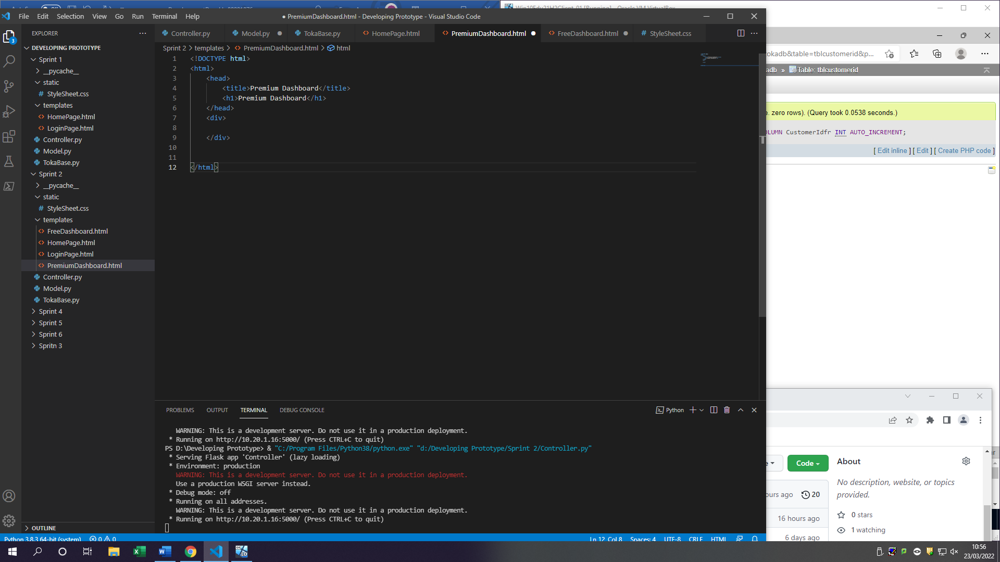 File Edit Selection View Go Run Terminal Help
● PremiumDashboard.html - Developing Prototype - Visual Studio Code
EXPLORER
DEVELOPING PROTOTYPE
Sprint 1
__pycache__
static
StyleSheet.css
templates
HomePage.html
LoginPage.html
Controller.py
Model.py
TokaBase.py
Sprint 2
__pycache__
static
StyleSheet.css
templates
FreeDashboard.html
HomePage.html
LoginPage.html
PremiumDashboard.html
Controller.py
Model.py
TokaBase.py
Sprint 4
Sprint 5
Sprint 6
Spritn 3
OUTLINE
3
Controller.py Model.py TokaBase.py HomePage.html PremiumDashboard.html FreeDashboard.html StyleSheet.css
Sprint 2 > templates > PremiumDashboard.html > html
1 <!DOCTYPE html>
2 <html>
3 <head>
4 <title>Premium Dashboard</title>
5 <h1>Premium Dashboard</h1>
6 </head>
7 <div>
8
9 </div>
10
11
12 </html>
PROBLEMS OUTPUT TERMINAL DEBUG CONSOLE
Python
WARNING: This is a development server. Do not use it in a production deployment.
* Running on http://10.20.1.16:5000/ (Press CTRL+C to quit)
PS D:\Developing Prototype> & "C:/Program Files/Python38/python.exe" "d:/Developing Prototype/Sprint 2/Controller.py"
* Serving Flask app 'Controller' (lazy loading)
* Environment: production
WARNING: This is a development server. Do not use it in a production deployment.
Use a production WSGI server instead.
* Debug mode: off
* Running on all addresses.
WARNING: This is a development server. Do not use it in a production deployment.
* Running on http://10.20.1.16:5000/ (Press CTRL+C to quit)
Python 3.8.3 64-bit (system) 0 0
Ln 12, Col 8 Spaces: 4 UTF-8 CRLF HTML
Win10Edu21H2Client_01 [Running] - Oracle VM VirtualBox
tokadb&table=tblcustomerid&p...
adb » Table: tblcustomerid
e. zero rows). (Query took 0.0538 seconds.)
OLUMN CustomerIdfr INT AUTO_INCREMENT;
[ Edit inline ] [ Edit ] [ Create PHP code ]
Code
About
No description, website, or topics
provided.
ours ago 20
16 hours ago
0 stars
1 watching
6 days ago
10:56
23/03/2022